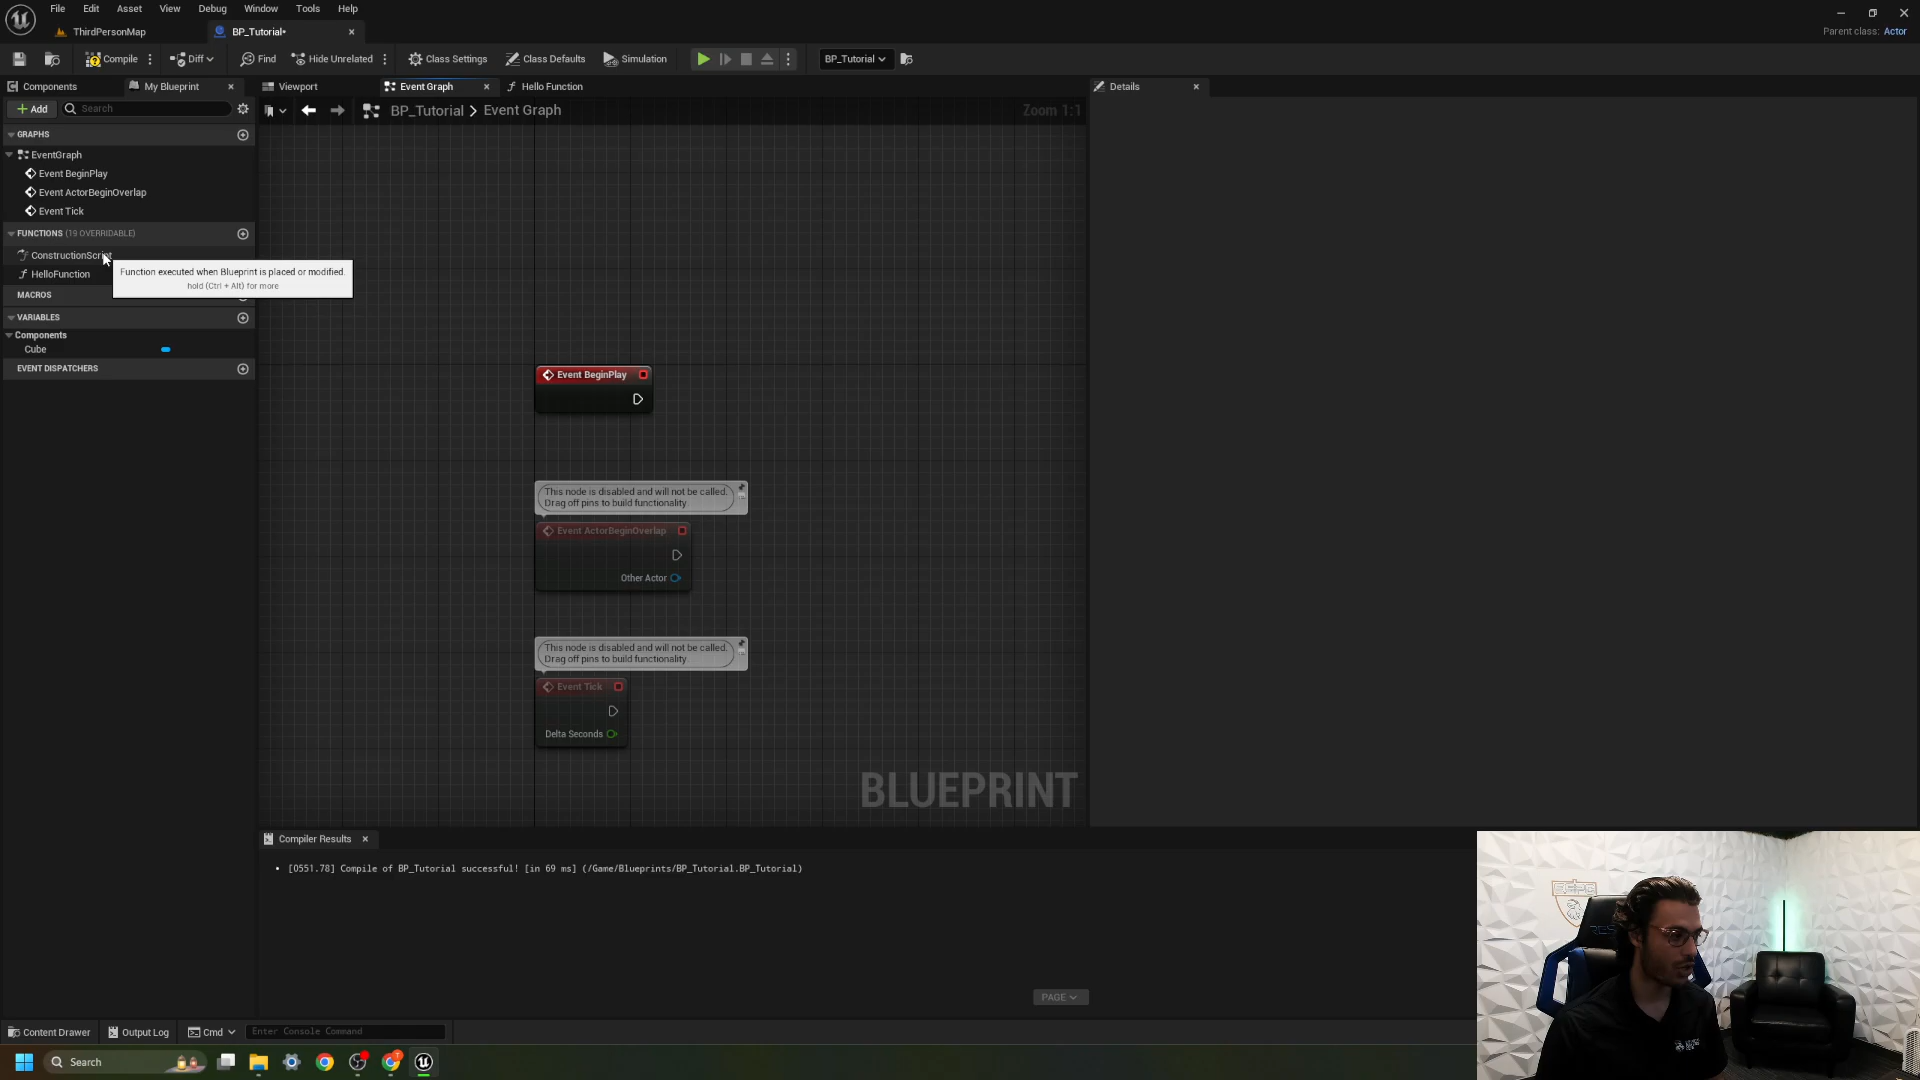 File Edit Asset View Debug Window Tools Help
ThirdPersonMap
BP_Tutorial•
Parent class: Actor
Compile Diff Find Hide Unrelated Class Settings Class Defaults Simulation BP_Tutorial
Components My Blueprint Viewport Event Graph Hello Function Details
Add Search
BP_Tutorial > Event Graph
Zoom 1:1
GRAPHS
EventGraph
Event BeginPlay
Event ActorBeginOverlap
Event Tick
FUNCTIONS (19 OVERRIDABLE)
ConstructionScript
HelloFunction
Function executed when Blueprint is placed or modified.
hold (Ctrl + Alt) for more
MACROS
VARIABLES
Components
Cube
EVENT DISPATCHERS
Event BeginPlay
This node is disabled and will not be called.
Drag off pins to build functionality.
Event ActorBeginOverlap
Other Actor
This node is disabled and will not be called.
Drag off pins to build functionality.
Event Tick
Delta Seconds
BLUEPRINT
Compiler Results
• [0551.78] Compile of BP_Tutorial successful! [in 69 ms] (/Game/Blueprints/BP_Tutorial.BP_Tutorial)
PAGE
Content Drawer Output Log Cmd Enter Console Command
Search